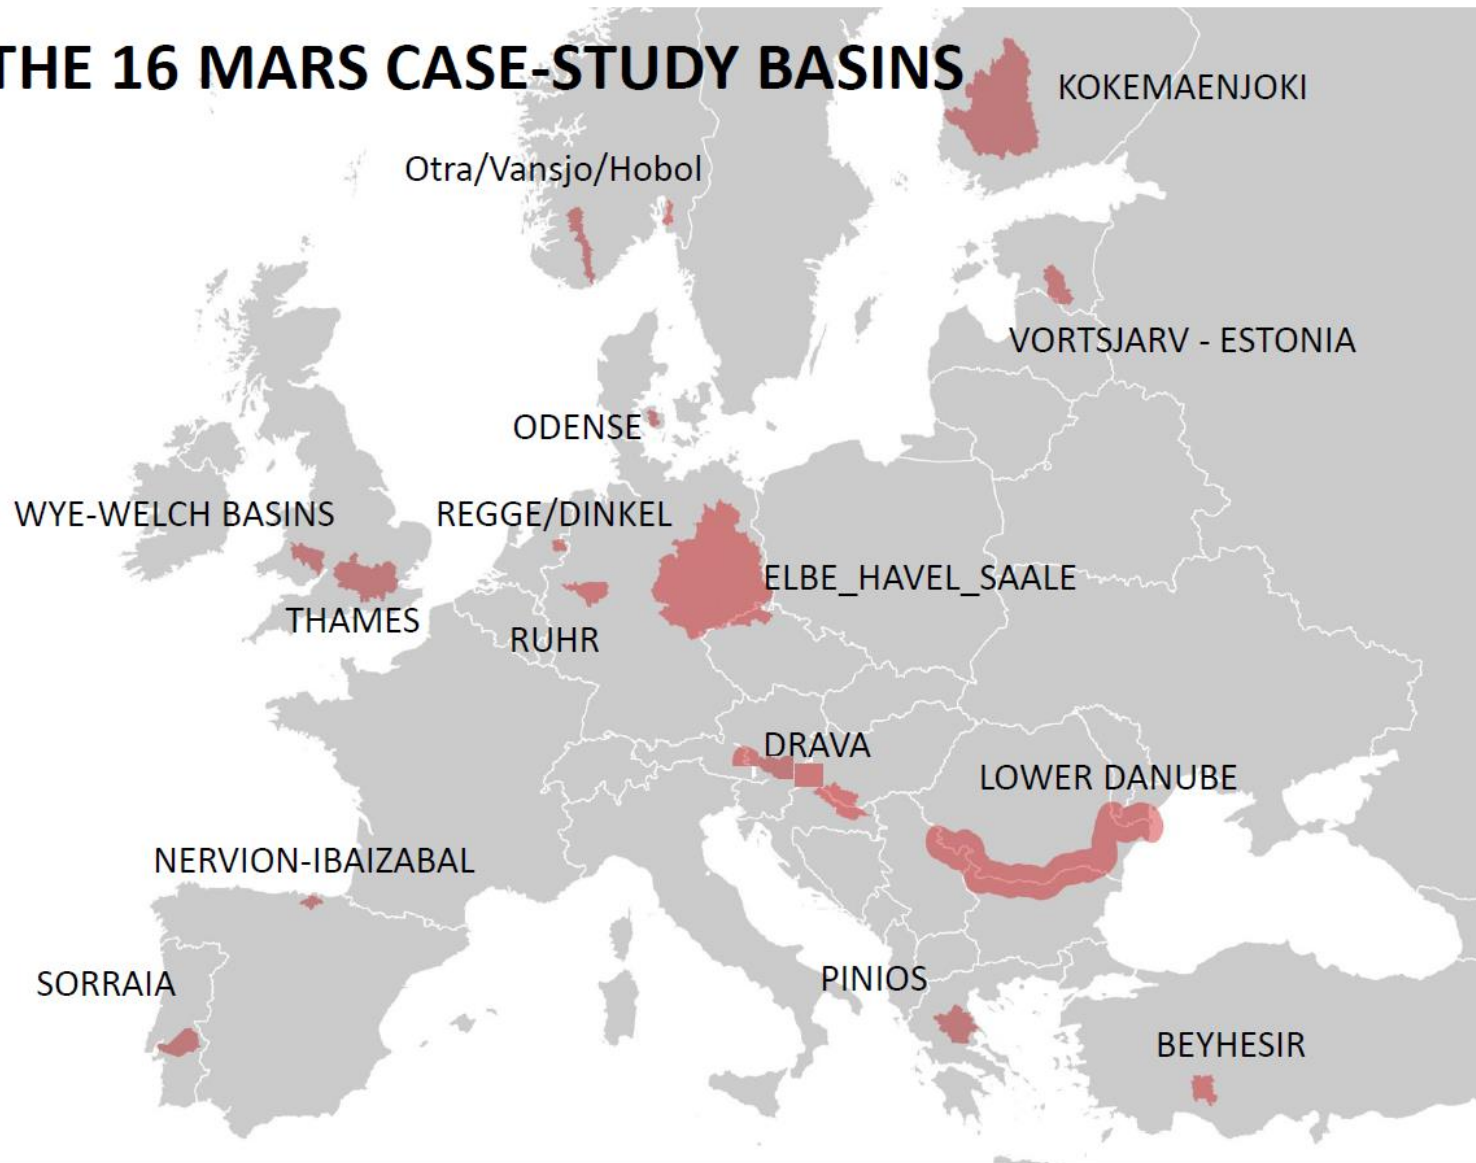 THE 16 MARS CASE-STUDY BASINS
KOKEMAENJOKI
Otra/Vansjo/Hobol
VORTSJARV - ESTONIA
ODENSE
WYE-WELCH BASINS
REGGE/DINKEL
ELBE_HAVEL_SAALE
THAMES
RUHR
DRAVA
LOWER DANUBE
NERVION-IBAIZABAL
SORRAIA
PINIOS
BEYHESIR